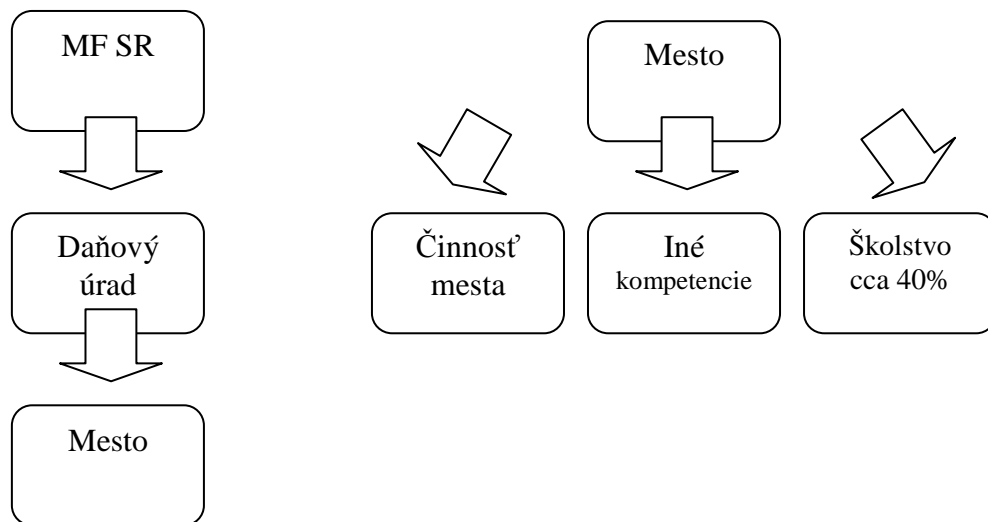 MF SR
Daňový
úrad
Mesto
Mesto
Činnosť
mesta
Iné
kompetencie
Školstvo
cca 40%